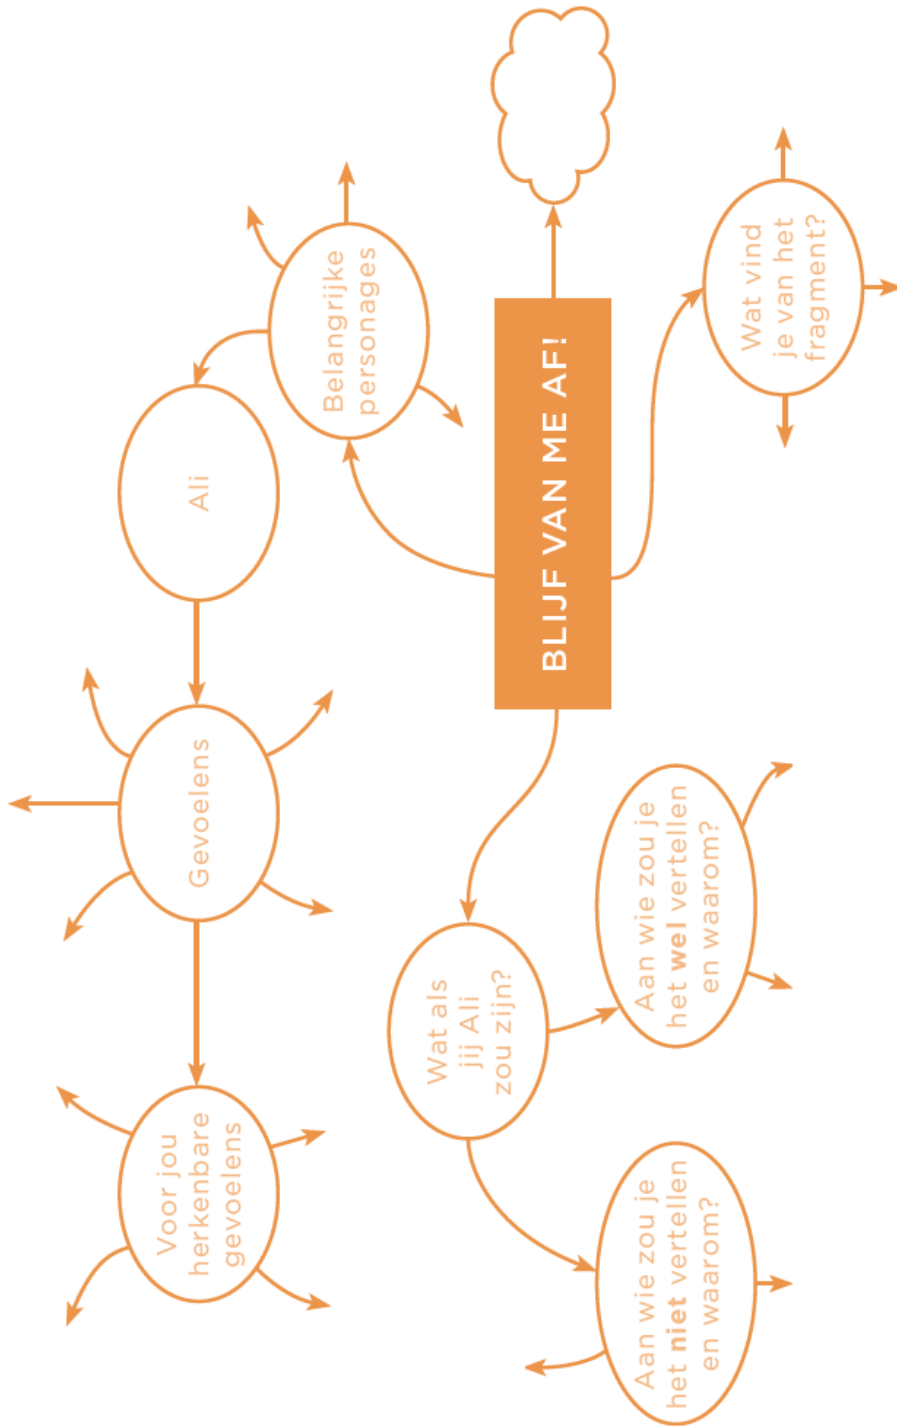 Voor jou
herkenbare
gevoelens
Gevoelens
Ali
Belangrijke
personages
BLIJF VAN ME AF!
Wat als
jij Ali
zou zijn?
Aan wie zou je
het niet vertellen
en waarom?
Aan wie zou je
het wel vertellen
en waarom?
Wat vind
je van het
fragment?